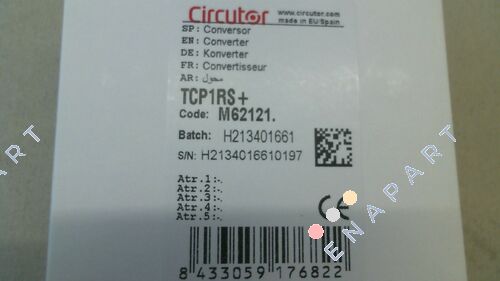 Circutor
www.circutor.com
made in EU/Spain
SP: Conversor
EN: Converter
DE: Konverter
FR: Convertisseur
AR: محول
TCP1RS+
Code: M62121.
Batch: H213401661
S/N: H2134016610197
Atr.1:-.
Atr.2:-.
Atr.3:-.
Atr.4:-.
Atr.5:-.
CE
8 433059 176822
ENAPART